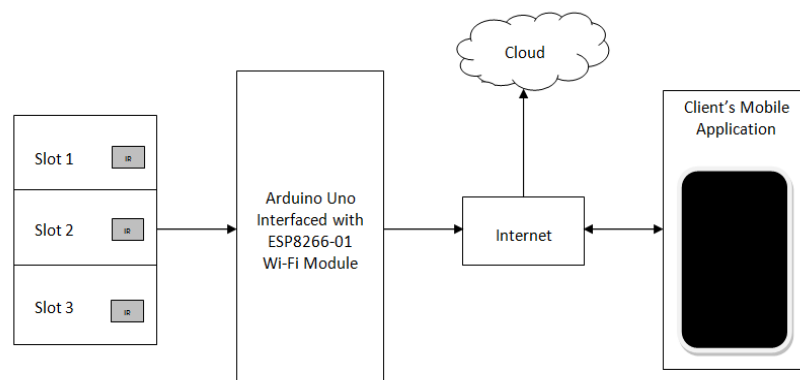 Slot 1
IR
Slot 2
IR
Slot 3
IR
Arduino Uno
Interfaced with
ESP8266-01
Wi-Fi Module
Cloud
Internet
Client's Mobile
Application